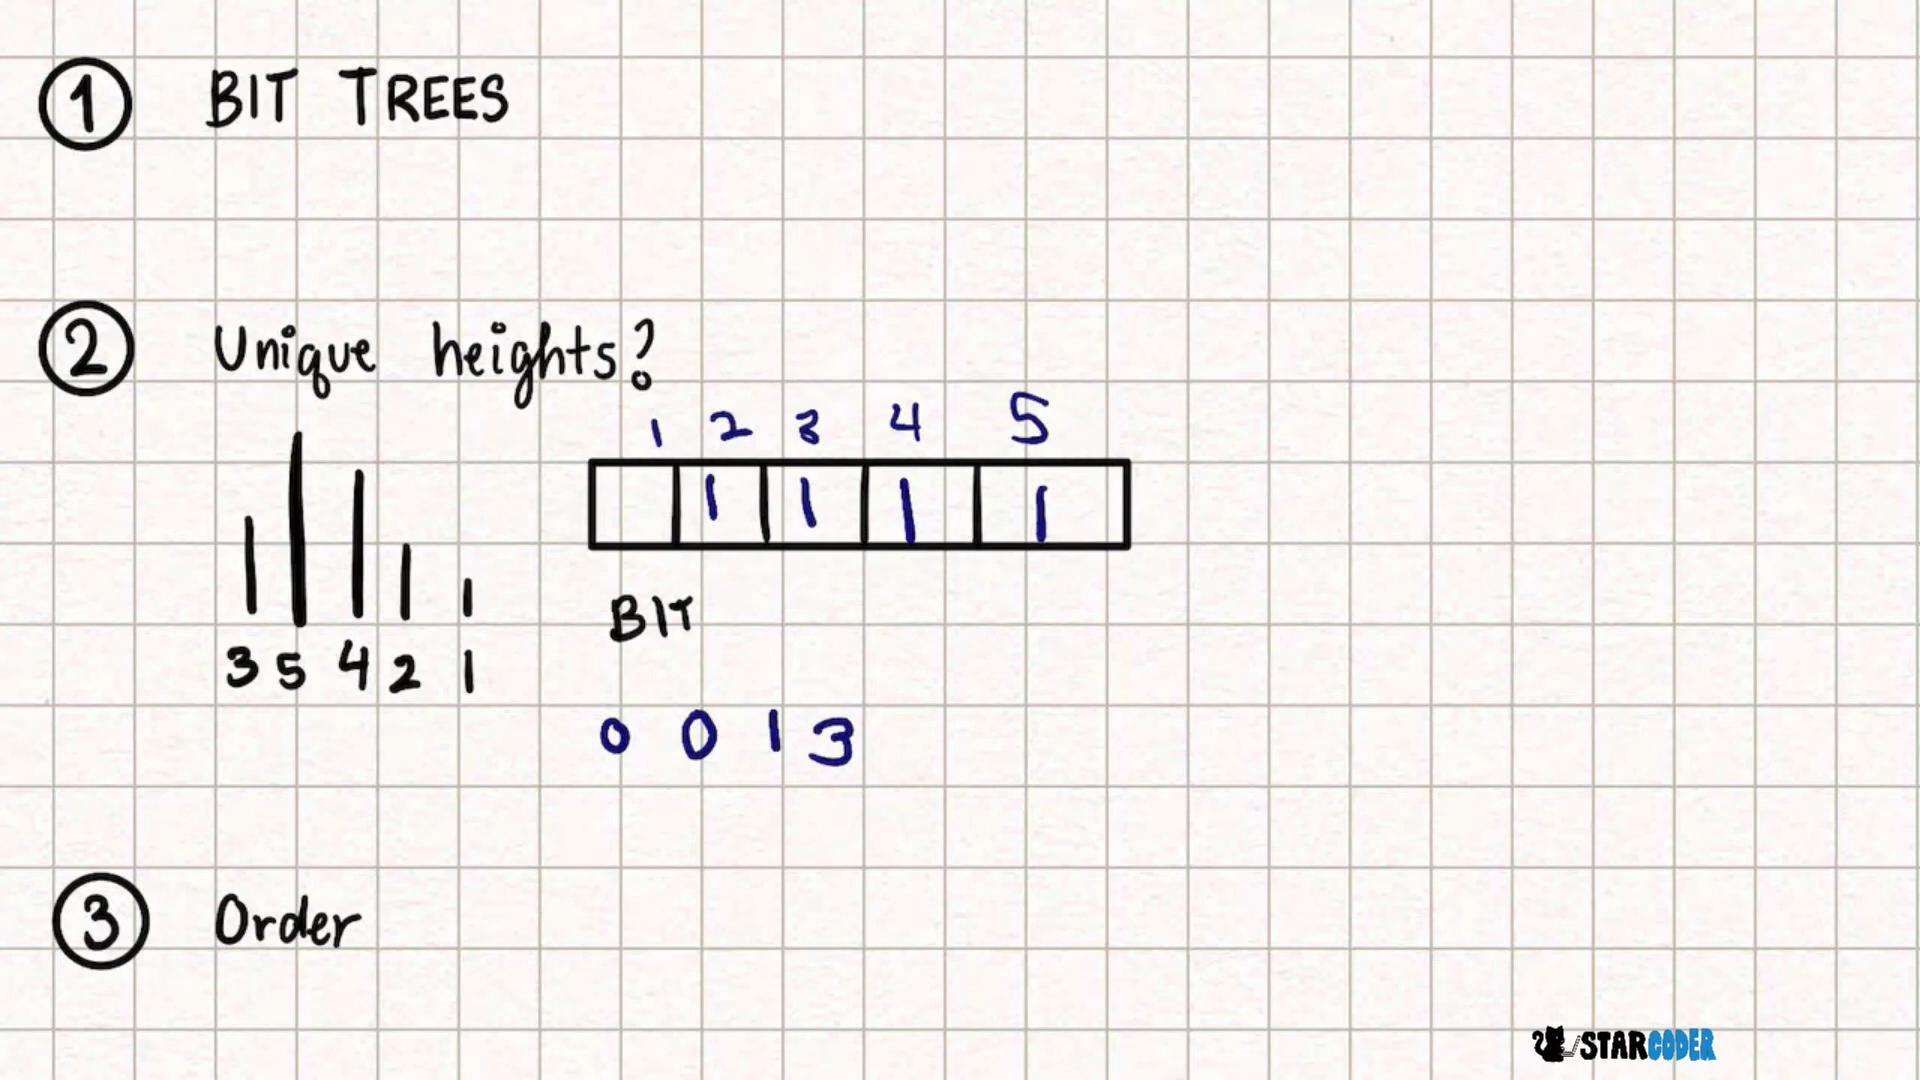 1 BIT TREES
2 Unique heights?
1 2 3 4 5
1 1 1 1
BIT
3 5 4 2 1
0 0 1 3
3 Order
STARCODER